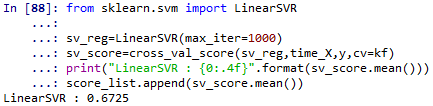 In [88]: from sklearn.svm import LinearSVR
...:
...: sv_reg=LinearSVR(max_iter=1000)
...: sv_score=cross_val_score(sv_reg,time_X,y,cv=kf)
...: print("LinearSVR : {0:.4f}".format(sv_score.mean()))
...: score_list.append(sv_score.mean())
LinearSVR : 0.6725